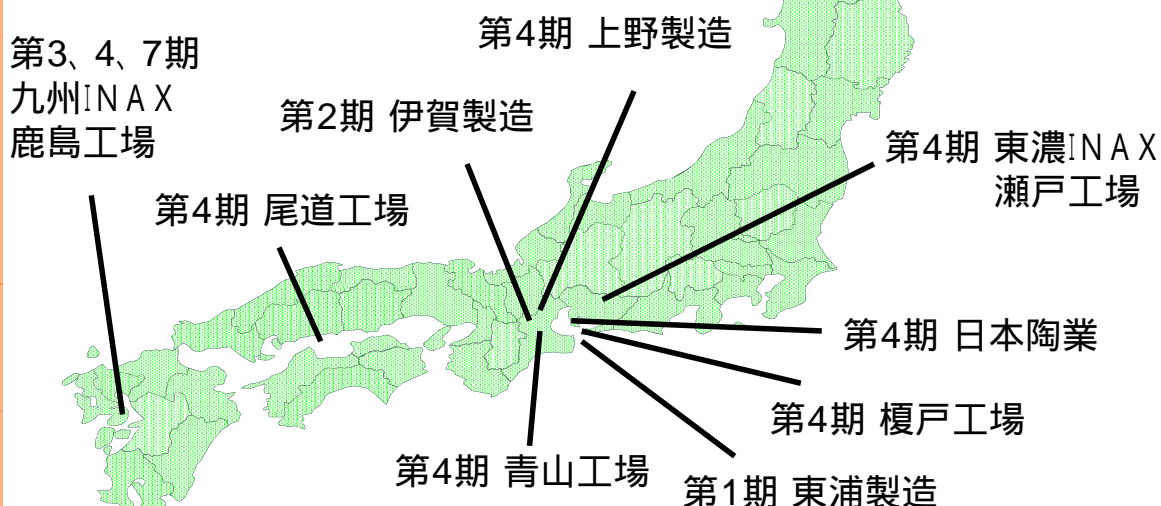 第3、4、7期
九州INAX
鹿島工場
第4期 上野製造
第2期 伊賀製造
第4期 尾道工場
第4期 東濃INAX
瀬戸工場
第4期 日本陶業
第4期 榎戸工場
第4期 青山工場
第1期 東浦製造